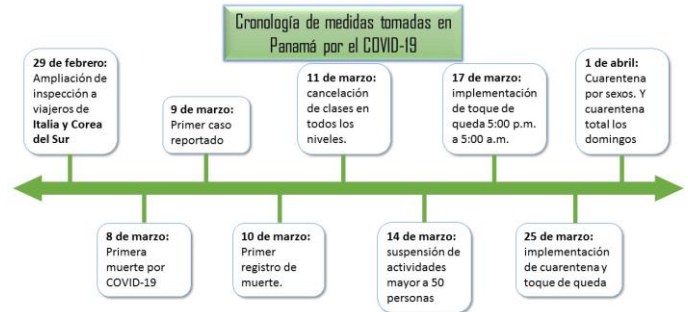 Cronología de medidas tomadas en
Panamá por el COVID-19
29 de febrero:
Ampliación de
inspección a
viajeros de
Italia y Corea
del Sur
8 de marzo:
Primera
muerte por
COVID-19
9 de marzo:
Primer caso
reportado
10 de marzo:
Primer
registro de
muerte.
11 de marzo:
cancelación
de clases en
todos los
niveles.
14 de marzo:
suspensión de
actividades
mayor a 50
personas
17 de marzo:
implementación
de toque de
queda 5:00 p.m.
a 5:00 a.m.
25 de marzo:
implementación
de cuarentena y
toque de queda
1 de abril:
Cuarentena
por sexos. Y
cuarentena
total los
domingos